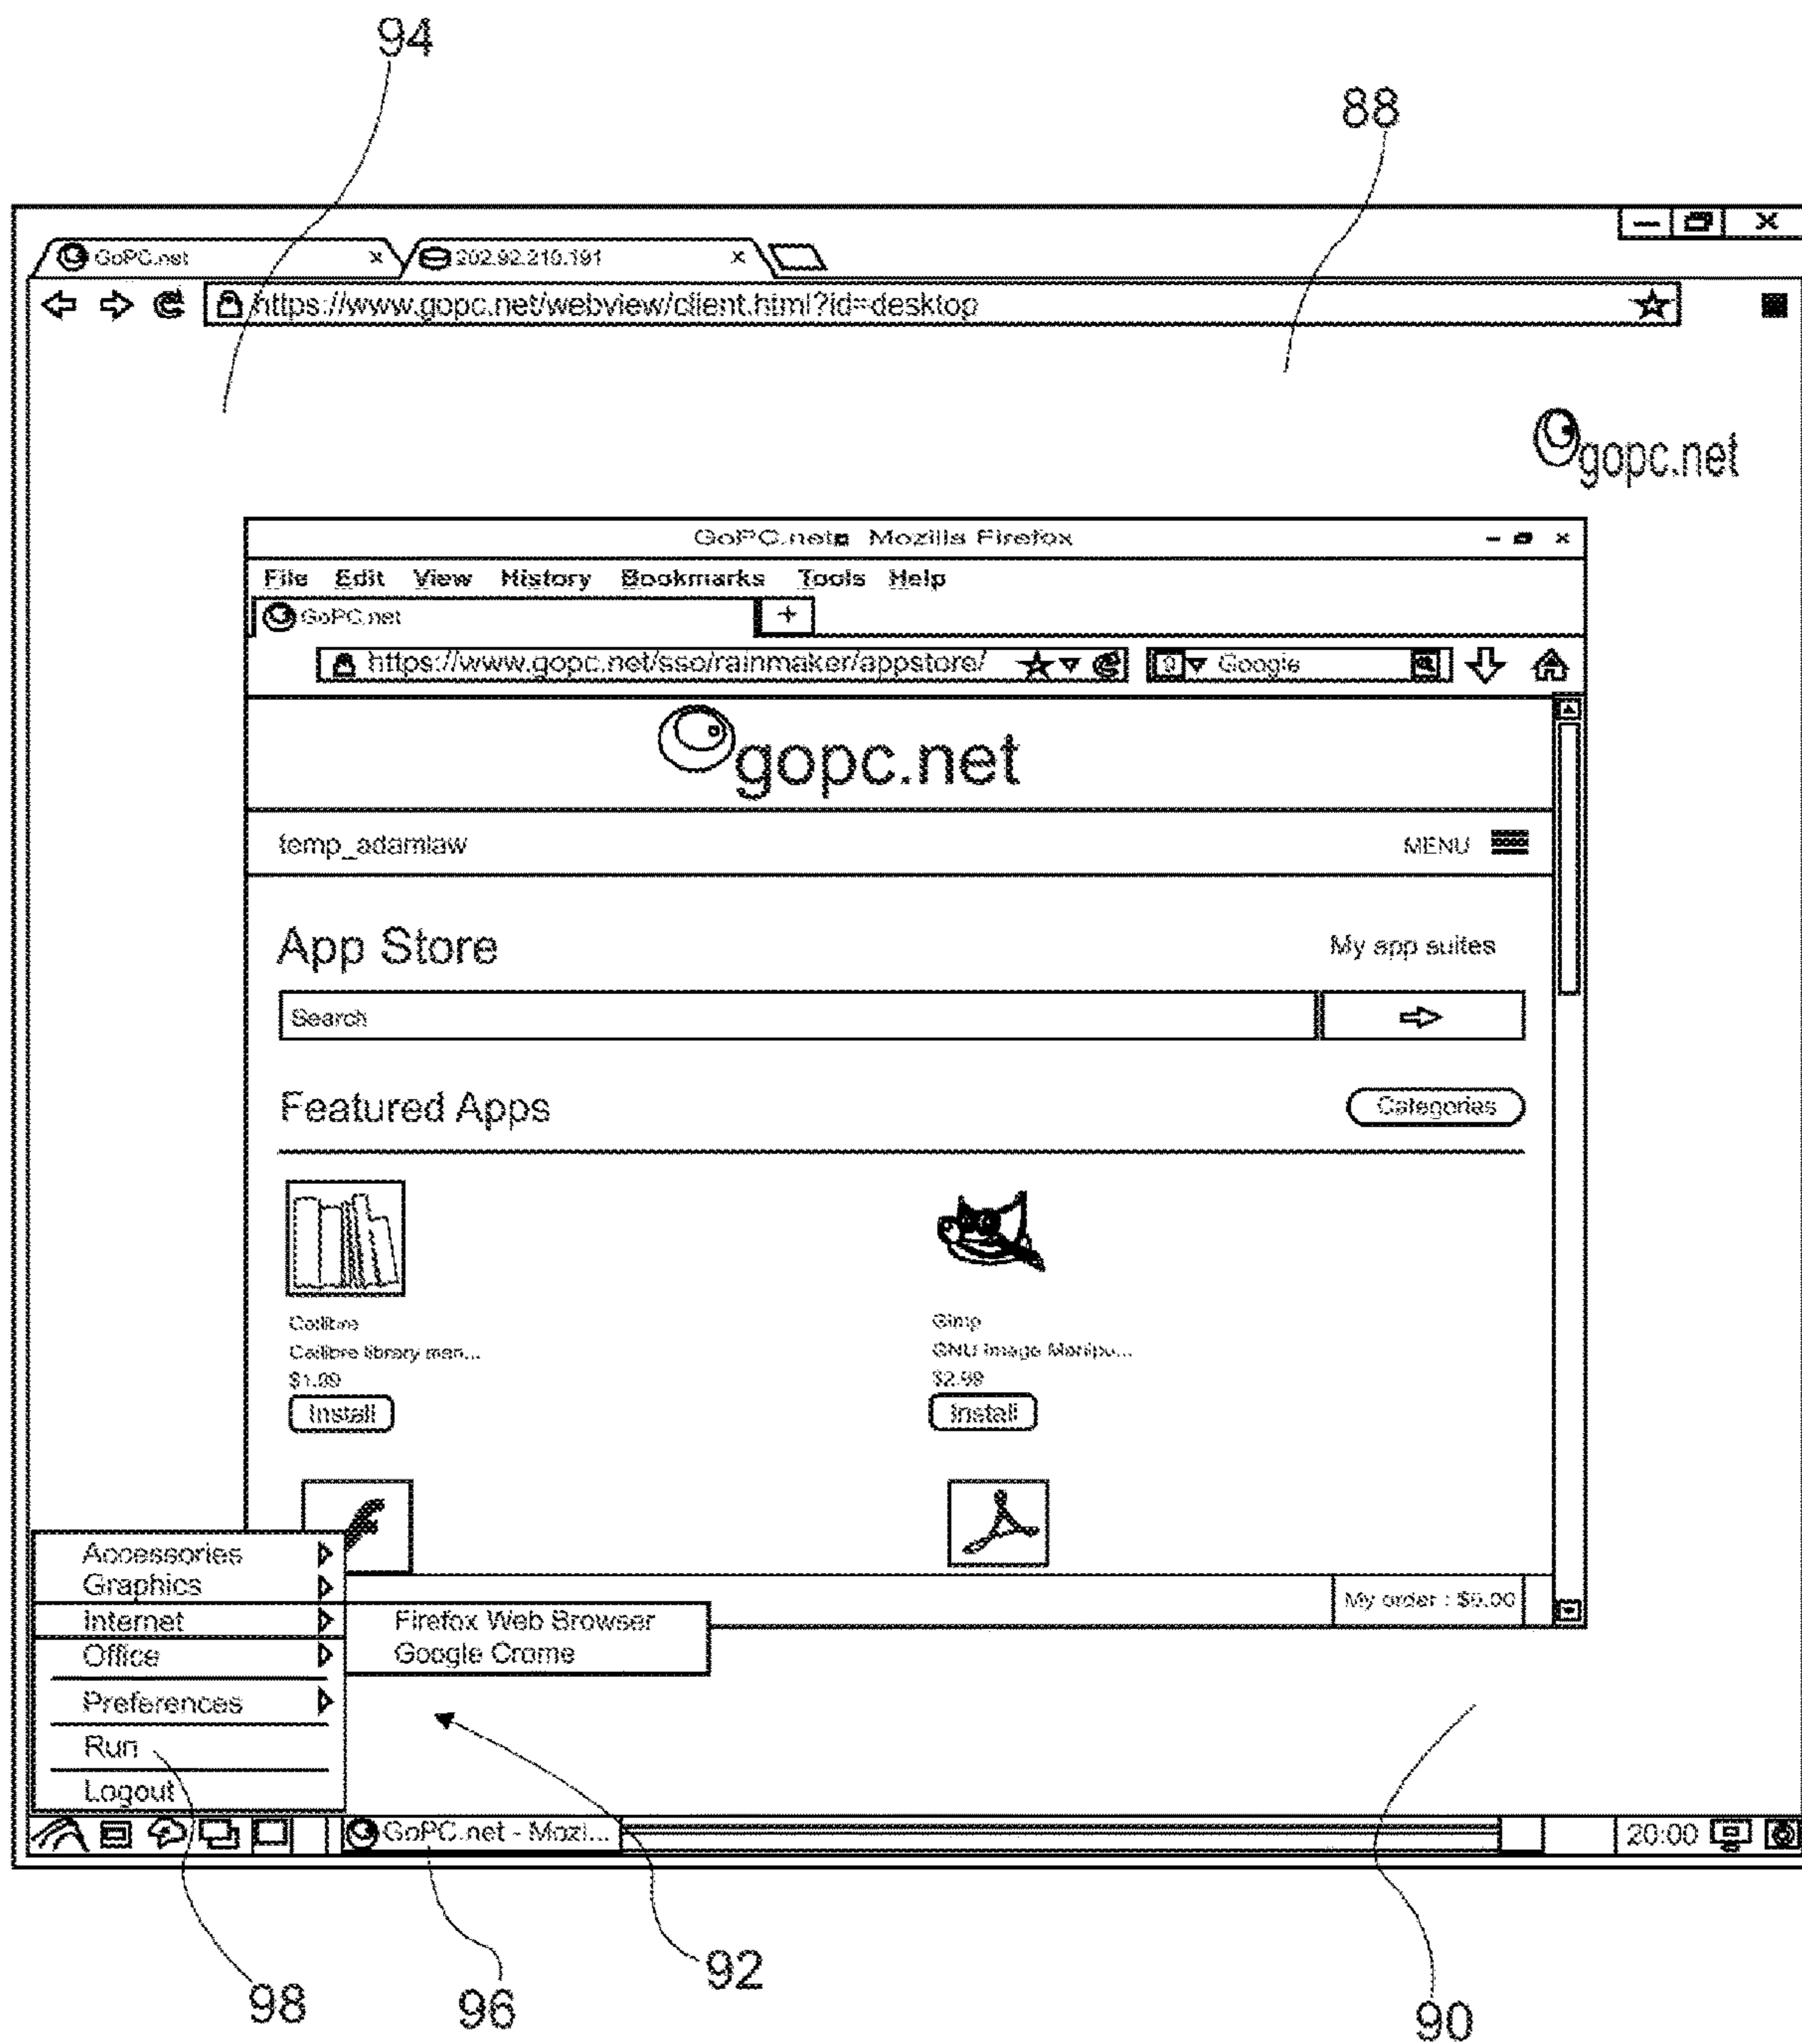 94
88
GoPC.net
202.92.210.191
https://www.gopc.net/webview/client.html?id=desktop
gopc.net
GoPC.net Mozilla Firefox
File Edit View History Bookmarks Tools Help
GoPC.net
+
https://www.gopc.net/sso/rainmaker/appstore/
g Google
gopc.net
temp_adamlaw
MENU
App Store
My app suites
Search
Featured Apps
Categories
Gimp
Calibre library man...
GNU Image Manipu...
$2.99
Install
Install
Accessories
Graphics
Internet
Office
Preferences
Run
Logout
Firefox Web Browser
Google Crome
My order : $0.00
GoPC.net - Mozi...
20:00
98
96
92
90